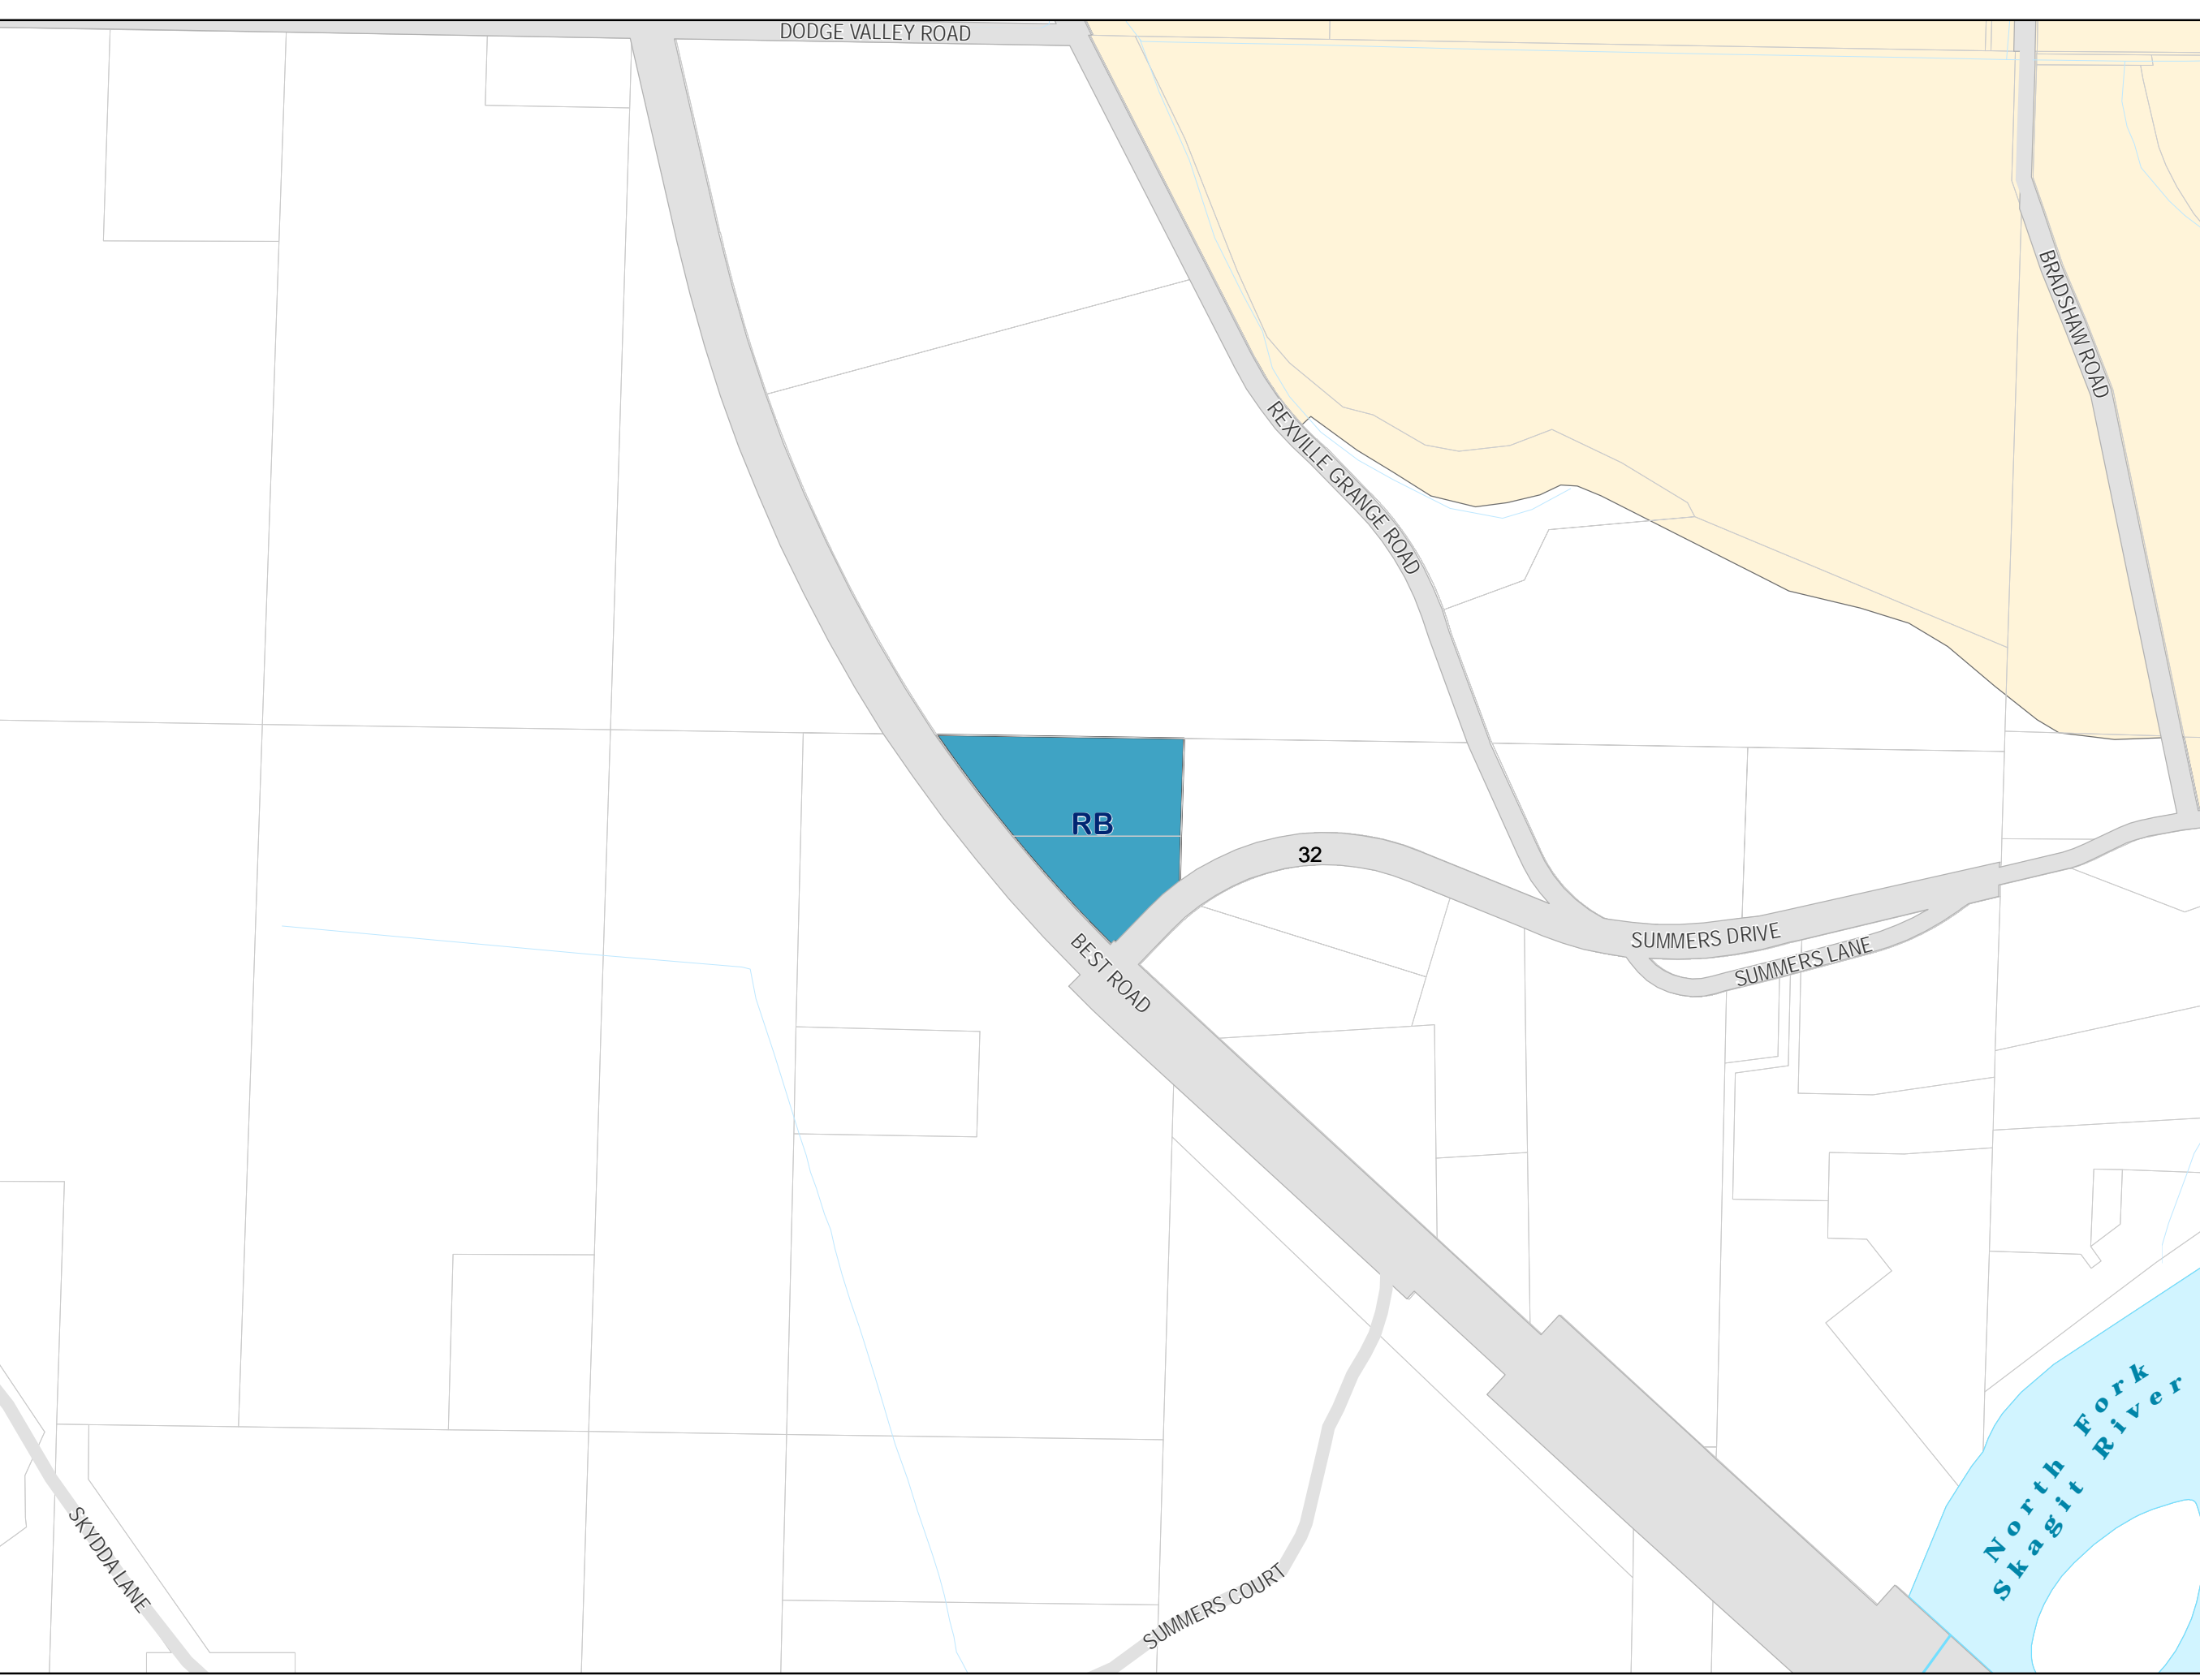 DODGE VALLEY ROAD
BRADSHAW ROAD
REXVILLE GRANGE ROAD
RB
32
SUMMERS DRIVE
SUMMERS LANE
BEST ROAD
North Fork
Skagit River
SKYDDA LANE
SUMMERS COURT